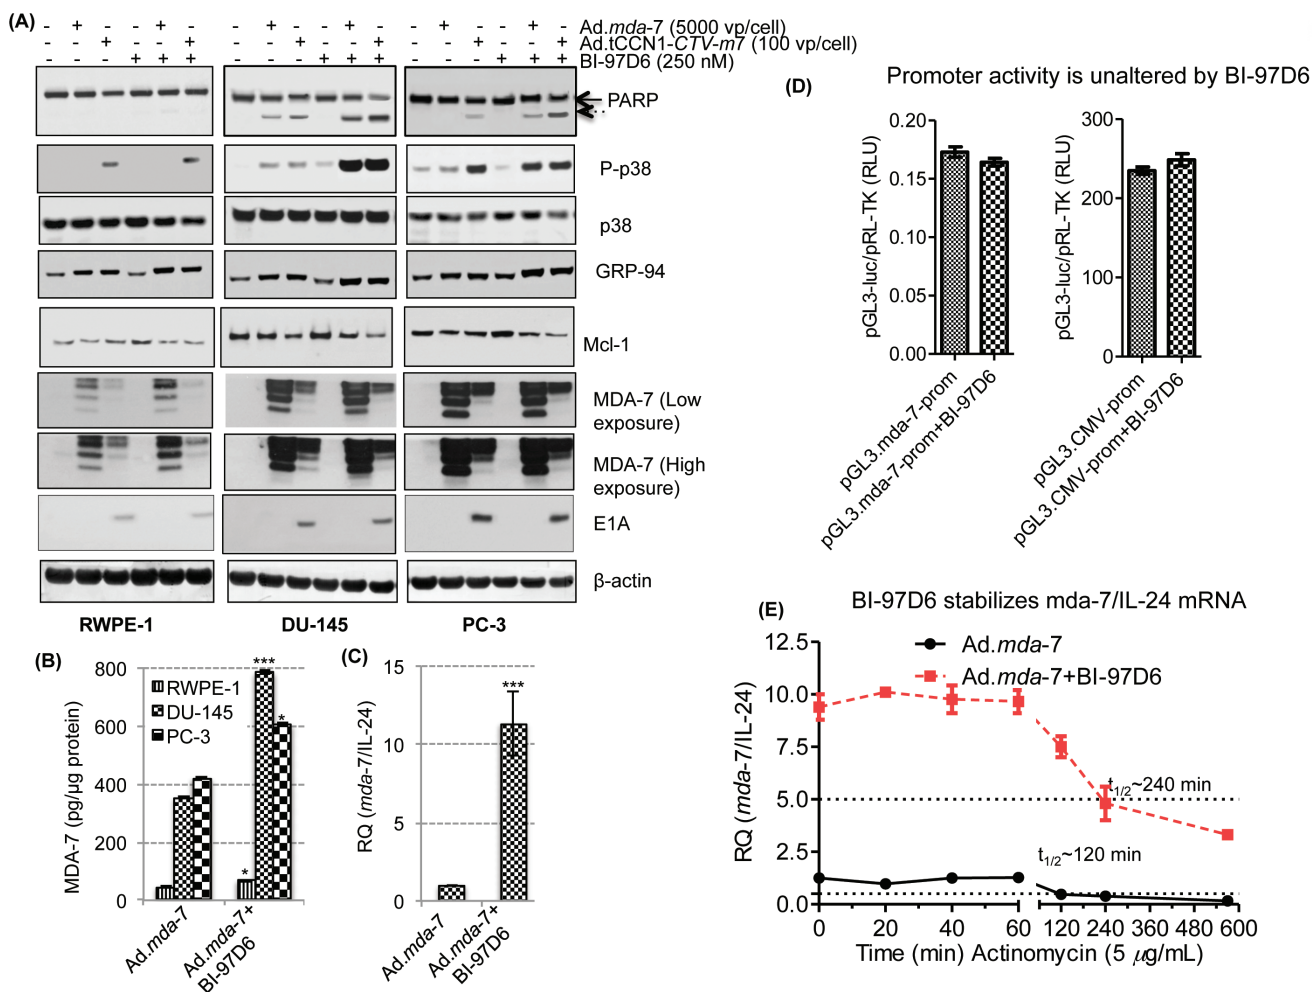 (A)
- + - - + - - + - - + - - + - - + - Ad.mda-7 (5000 vp/cell)
- - + - - + - - + - - + - - + - - + Ad.tCCN1-CTV-m7 (100 vp/cell)
- - - + + + - - - + + + - - - + + + BI-97D6 (250 nM)
PARP
P-p38
p38
GRP-94
Mcl-1
MDA-7 (Low
exposure)
MDA-7 (High
exposure)
E1A
β-actin
RWPE-1 DU-145 PC-3
(B)
MDA-7 (pg/µg protein)
800
600
400
200
0
RWPE-1
DU-145
PC-3
*
***
*
Ad.mda-7
Ad.mda-7+
BI-97D6
(C)
RQ (mda-7/IL-24)
15
10
5
0
***
Ad.mda-7
Ad.mda-7+
BI-97D6
(D)
Promoter activity is unaltered by BI-97D6
pGL3-luc/pRL-TK (RLU)
0.20
0.15
0.10
0.05
0.00
pGL3.mda-7-prom
pGL3.mda-7-prom+BI-97D6
pGL3-luc/pRL-TK (RLU)
300
200
100
0
pGL3.CMV-prom
pGL3.CMV-prom+BI-97D6
(E)
BI-97D6 stabilizes mda-7/IL-24 mRNA
RQ (mda-7/IL-24)
12.5
10.0
7.5
5.0
2.5
0.0
Ad.mda-7
Ad.mda-7+BI-97D6
t1/2~240 min
t1/2~120 min
0 20 40 60 120 240 360 480 600
Time (min) Actinomycin (5 µg/mL)